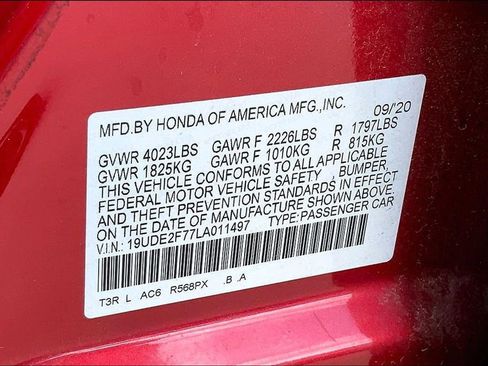 MFD.BY HONDA OF AMERICA MFG.,INC. 09/20
GVWR 4023LBS GAWR F 2226LBS R 1797LBS
GVWR 1825KG GAWR F 1010KG R 815KG
THIS VEHICLE CONFORMS TO ALL APPLICABLE
FEDERAL MOTOR VEHICLE SAFETY , BUMPER,
AND THEFT PREVENTION STANDARDS IN EFFECT
ON THE DATE OF MANUFACTURE SHOWN ABOVE.
V.I.N.: 19UDE2F77LA011497 TYPE:PASSENGER CAR
T3R L AC6 R568PX .B .A